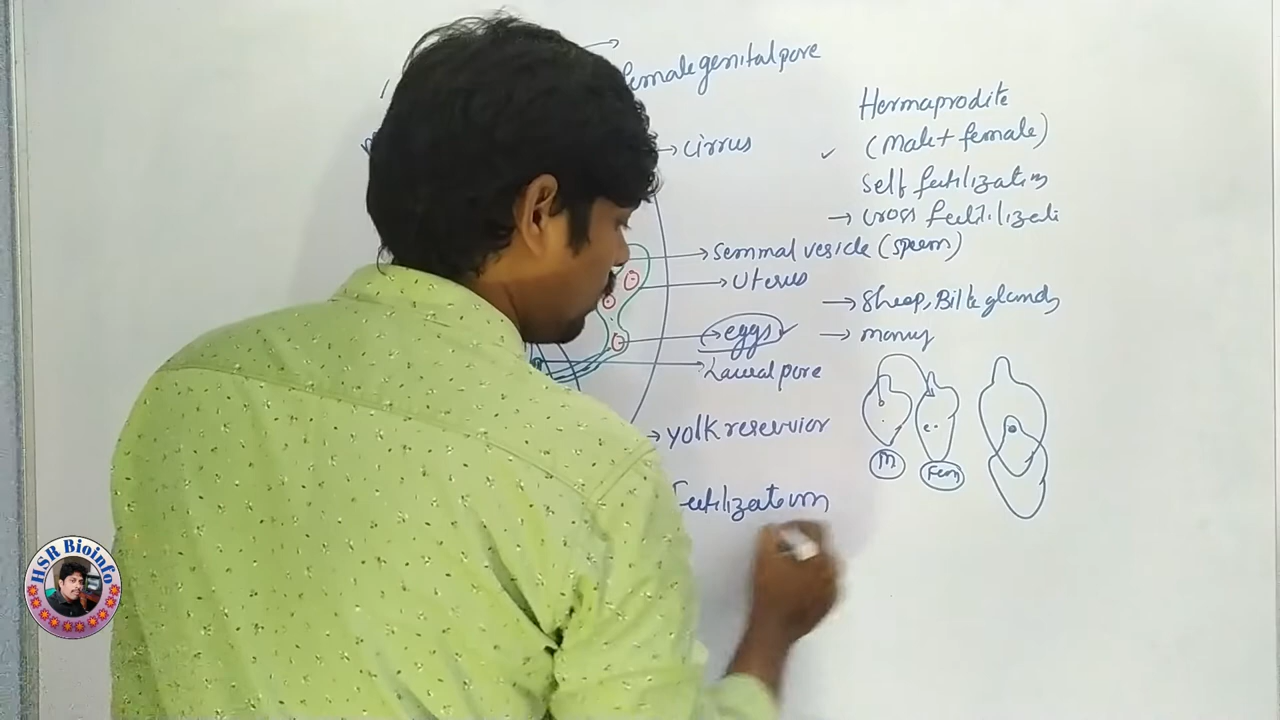 female genital pore
cirrus
Hermaprodite
(male + female)
self fertilization
→ cross fertilizati
semmal vesicle (sperm)
uterus
→ sheep, Bile glands
eggs
→ many
Laural pore
yolk reservior
M
Fem
Fertilization
HSR Bioinfo